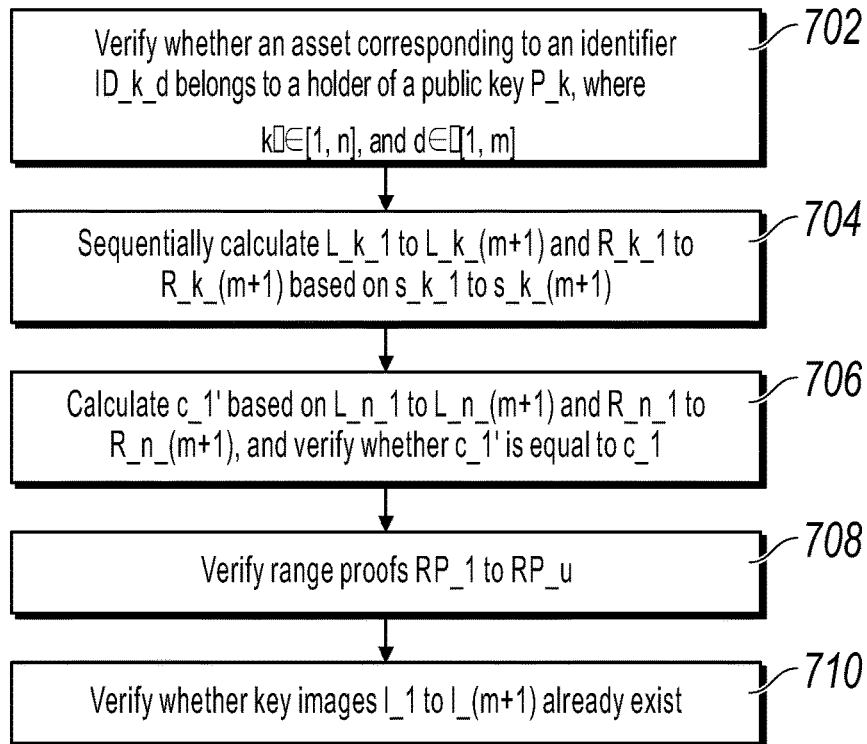 Verify whether an asset corresponding to an identifier
ID_k_d belongs to a holder of a public key P_k, where
k▯∈[1, n], and d∈▯[1, m]
702
Sequentially calculate L_k_1 to L_k_(m+1) and R_k_1 to
R_k_(m+1) based on s_k_1 to s_k_(m+1)
704
Calculate c_1' based on L_n_1 to L_n_(m+1) and R_n_1 to
R_n_(m+1), and verify whether c_1' is equal to c_1
706
Verify range proofs RP_1 to RP_u
708
Verify whether key images I_1 to I_(m+1) already exist
710